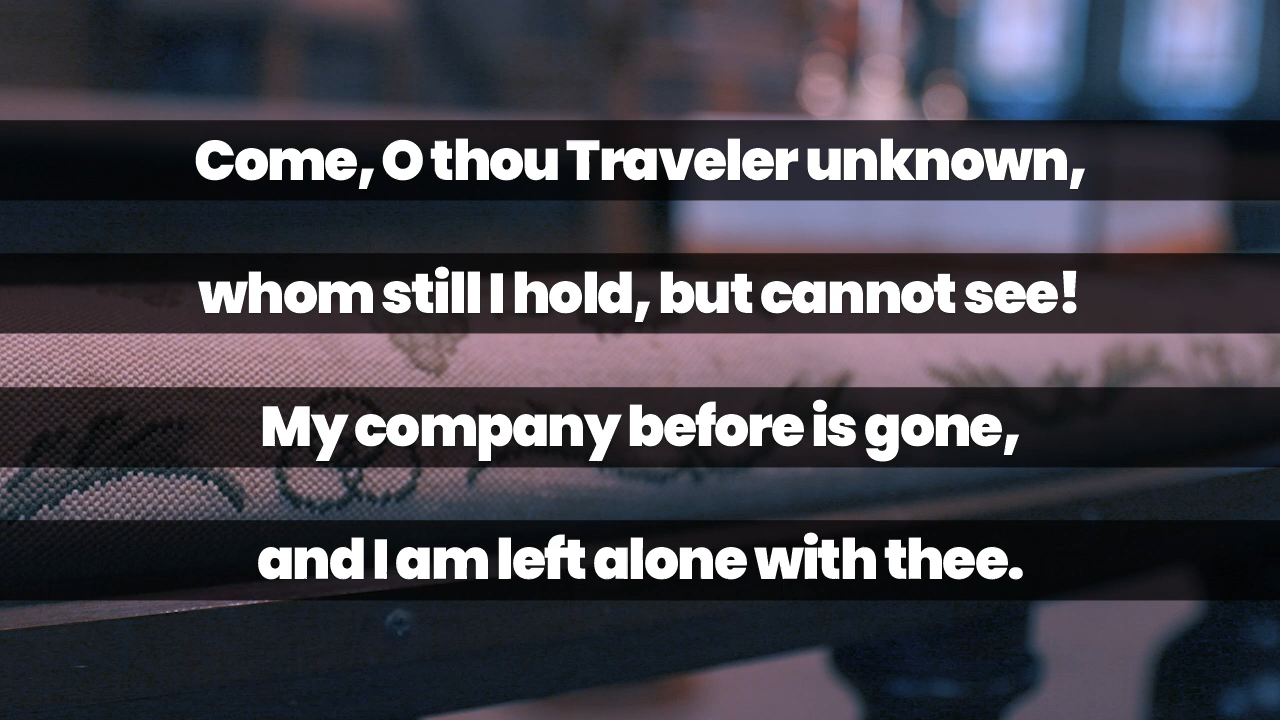 Come, O thou Traveler unknown,
whom still I hold, but cannot see!
My company before is gone,
and I am left alone with thee.